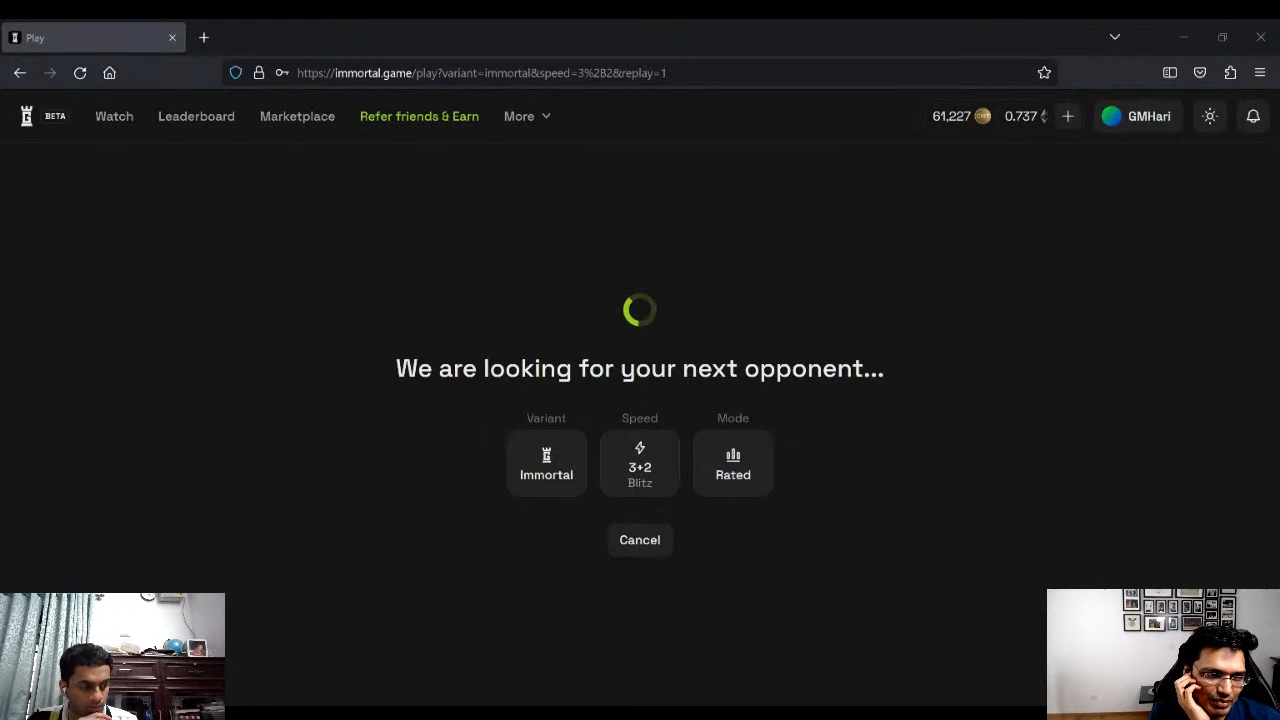 Play
https://immortal.game/play?variant=immortal&speed=3%2B2&replay=1
BETA
Watch
Leaderboard
Marketplace
Refer friends & Earn
More
61,227
0.737
GMHari
We are looking for your next opponent...
Variant
Speed
Mode
Immortal
3+2
Blitz
Rated
Cancel